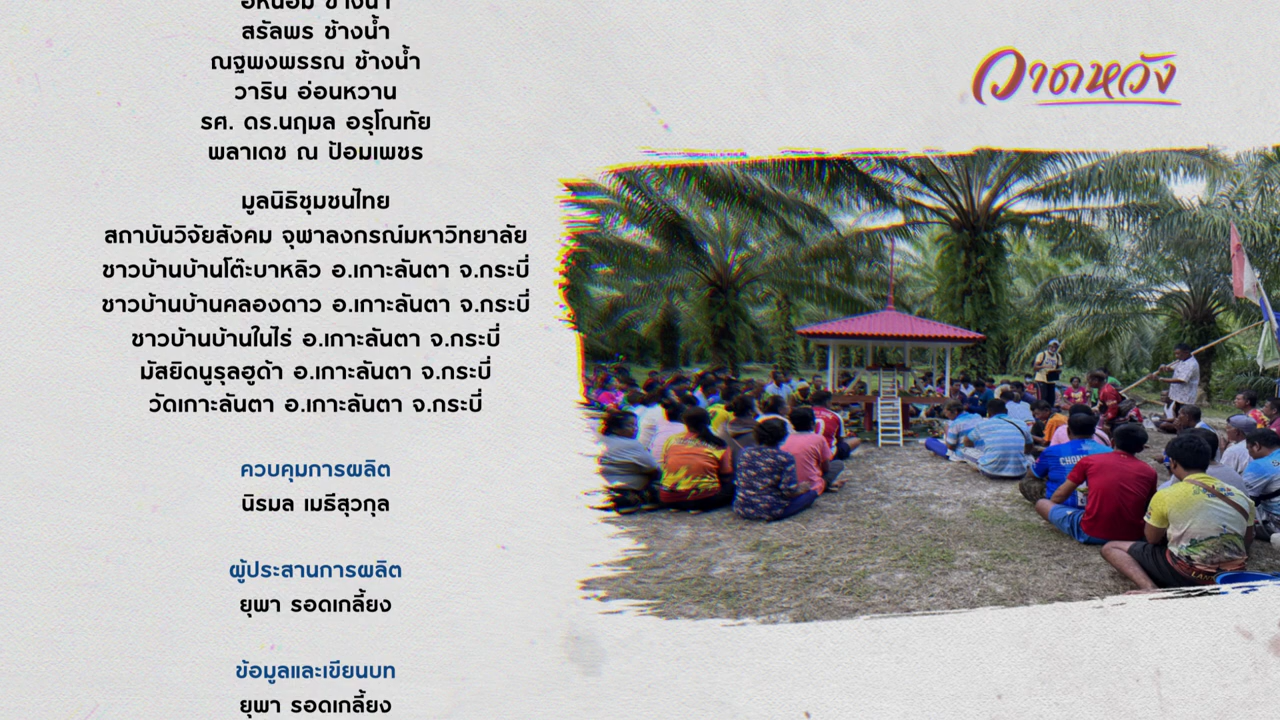 สรัลพร ช้างน้ำ
ณฐพงพรรณ ช้างน้ำ
วาริน อ่อนหวาน
รศ. ดร.นฤมล อรุโณทัย
พลาเดช ณ ป้อมเพชร
มูลนิธิชุมชนไทย
สถาบันวิจัยสังคม จุฬาลงกรณ์มหาวิทยาลัย
ชาวบ้านบ้านโต๊ะบาหลิว อ.เกาะลันตา จ.กระบี่
ชาวบ้านบ้านคลองดาว อ.เกาะลันตา จ.กระบี่
ชาวบ้านบ้านในไร่ อ.เกาะลันตา จ.กระบี่
มัสยิดนูรุลฮูด้า อ.เกาะลันตา จ.กระบี่
วัดเกาะลันตา อ.เกาะลันตา จ.กระบี่
ควบคุมการผลิต
นิรมล เมธีสุวกุล
ผู้ประสานการผลิต
ยุพา รอดเกลี้ยง
ข้อมูลและเขียนบท
ยุพา รอดเกลี้ยง
วาดหวัง